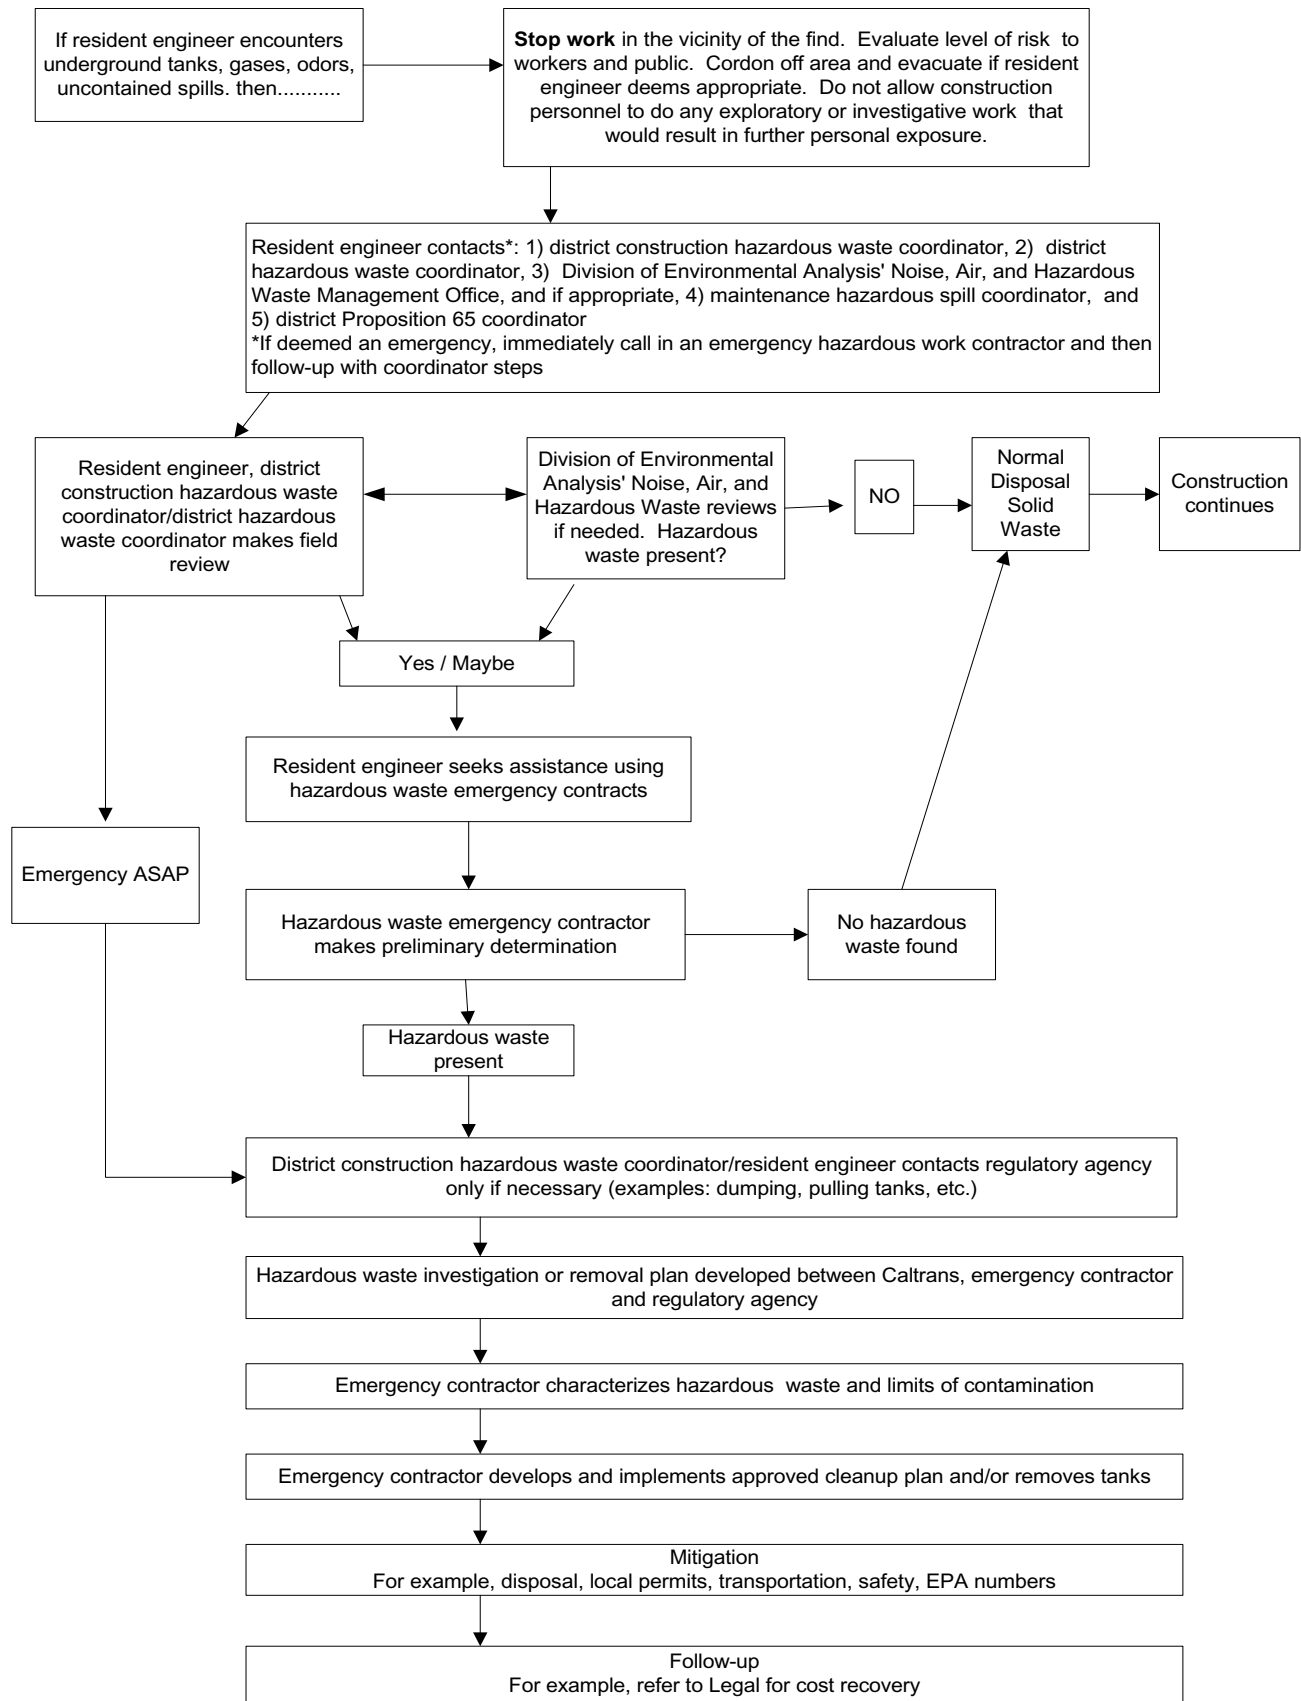 If resident engineer encounters
underground tanks, gases, odors,
uncontained spills. then...........
Stop work in the vicinity of the find. Evaluate level of risk to
workers and public. Cordon off area and evacuate if resident
engineer deems appropriate. Do not allow construction
personnel to do any exploratory or investigative work that
would result in further personal exposure.
Resident engineer contacts*: 1) district construction hazardous waste coordinator, 2) district
hazardous waste coordinator, 3) Division of Environmental Analysis' Noise, Air, and Hazardous
Waste Management Office, and if appropriate, 4) maintenance hazardous spill coordinator, and
5) district Proposition 65 coordinator
*If deemed an emergency, immediately call in an emergency hazardous work contractor and then
follow-up with coordinator steps
Resident engineer, district
construction hazardous waste
coordinator/district hazardous
waste coordinator makes field
review
Division of Environmental
Analysis' Noise, Air, and
Hazardous Waste reviews
if needed. Hazardous
waste present?
NO
Normal
Disposal
Solid
Waste
Construction
continues
Yes / Maybe
Resident engineer seeks assistance using
hazardous waste emergency contracts
Emergency ASAP
Hazardous waste emergency contractor
makes preliminary determination
No hazardous
waste found
Hazardous waste
present
District construction hazardous waste coordinator/resident engineer contacts regulatory agency
only if necessary (examples: dumping, pulling tanks, etc.)
Hazardous waste investigation or removal plan developed between Caltrans, emergency contractor
and regulatory agency
Emergency contractor characterizes hazardous waste and limits of contamination
Emergency contractor develops and implements approved cleanup plan and/or removes tanks
Mitigation
For example, disposal, local permits, transportation, safety, EPA numbers
Follow-up
For example, refer to Legal for cost recovery